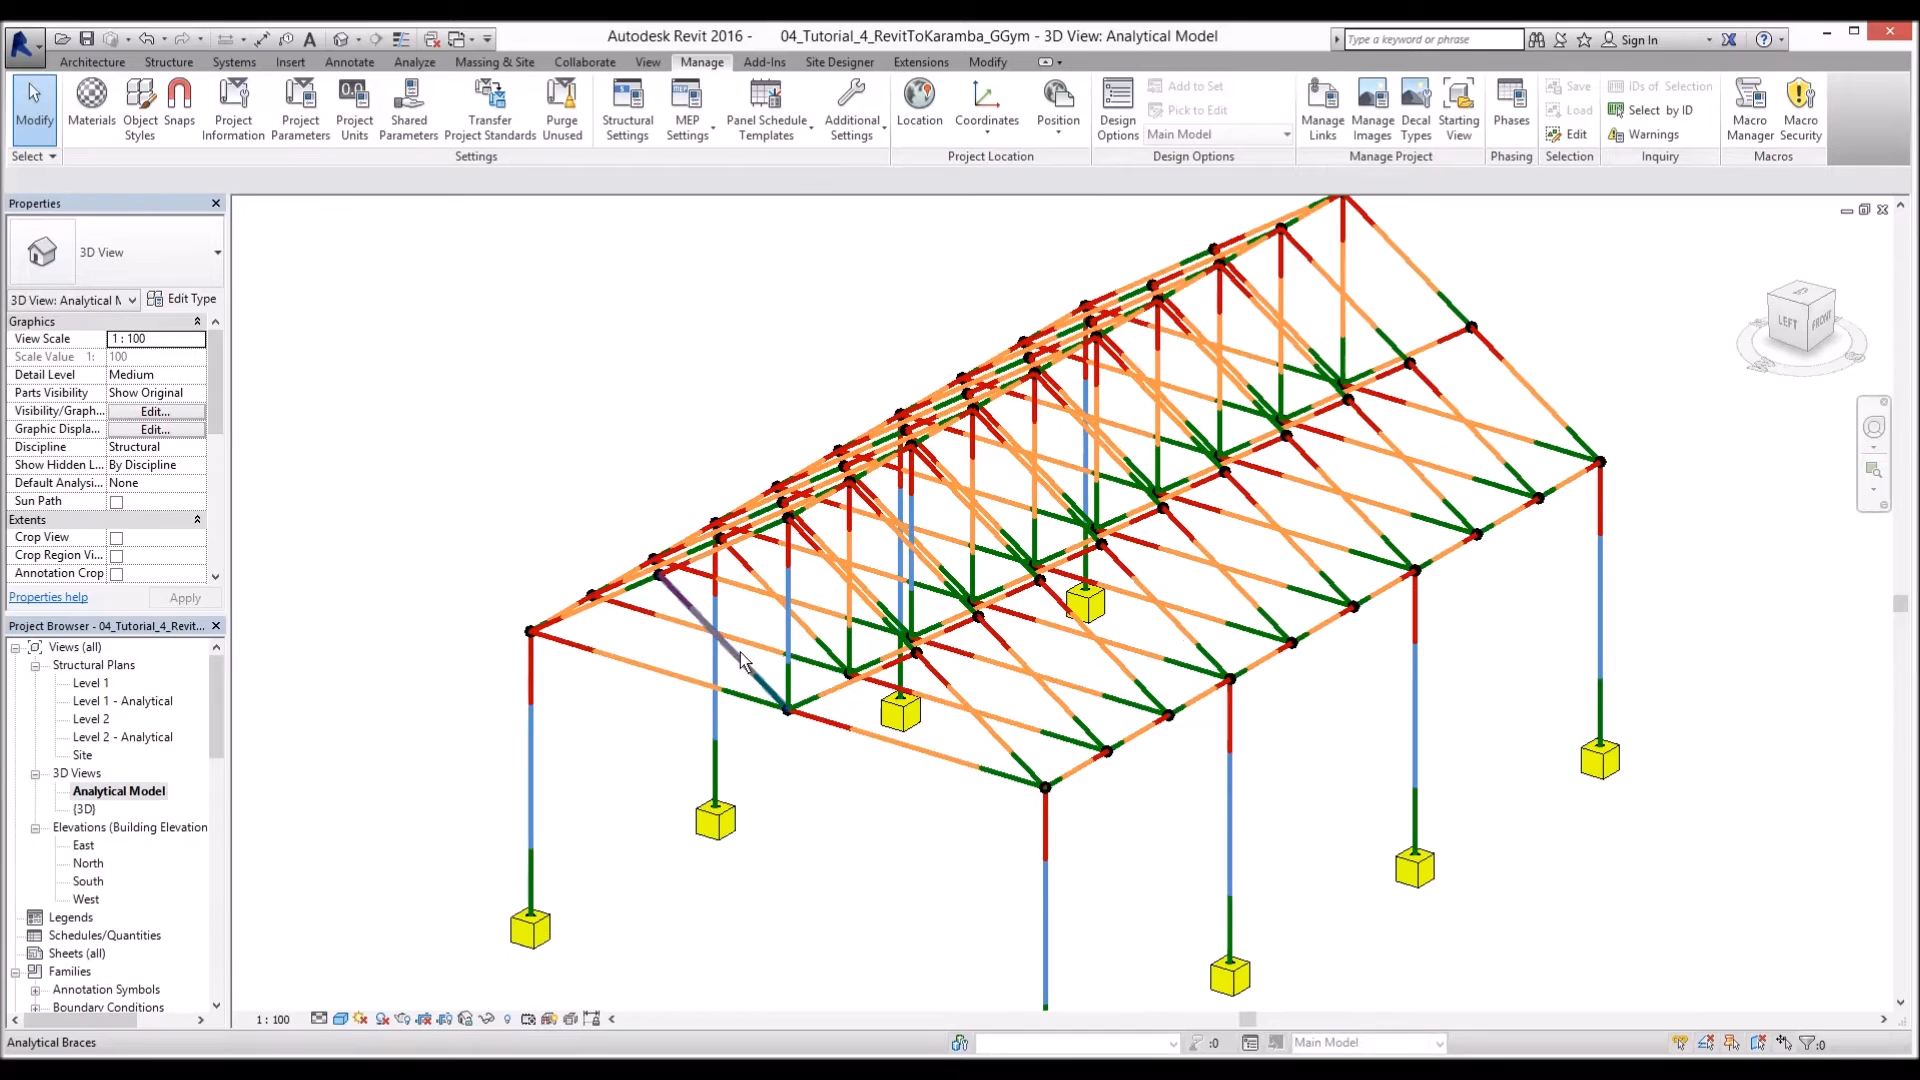 Autodesk Revit 2016 - 04_Tutorial_4_RevitToKaramba_GGym - 3D View: Analytical Model
Type a keyword or phrase
Sign In
Architecture Structure Systems Insert Annotate Analyze Massing & Site Collaborate View Manage Add-Ins Site Designer Extensions Modify
Modify
Materials
Object Styles
Snaps
Project Information
Project Parameters
Project Units
Shared Parameters
Transfer Project Standards
Purge Unused
Structural Settings
MEP Settings
Panel Schedule Templates
Additional Settings
Location
Coordinates
Position
Design Options
Add to Set
Pick to Edit
Main Model
Manage Links
Manage Images
Decal Types
Starting View
Phases
Save
Load
Edit
IDs of Selection
Select by ID
Warnings
Macro Manager
Macro Security
Select
Settings
Project Location
Design Options
Manage Project
Phasing
Selection
Inquiry
Macros
Properties
3D View
3D View: Analytical M
Edit Type
Graphics
View Scale 1 : 100
Scale Value 1: 100
Detail Level Medium
Parts Visibility Show Original
Visibility/Graph... Edit...
Graphic Displa... Edit...
Discipline Structural
Show Hidden L... By Discipline
Default Analysi... None
Sun Path
Extents
Crop View
Crop Region Vi...
Annotation Crop
Properties help
Apply
Project Browser - 04_Tutorial_4_Revit...
Views (all)
Structural Plans
Level 1
Level 1 - Analytical
Level 2
Level 2 - Analytical
Site
3D Views
Analytical Model
{3D}
Elevations (Building Elevation
East
North
South
West
Legends
Schedules/Quantities
Sheets (all)
Families
Annotation Symbols
Boundary Conditions
LEFT
FRONT
1 : 100
Analytical Braces
:0
Main Model
:0